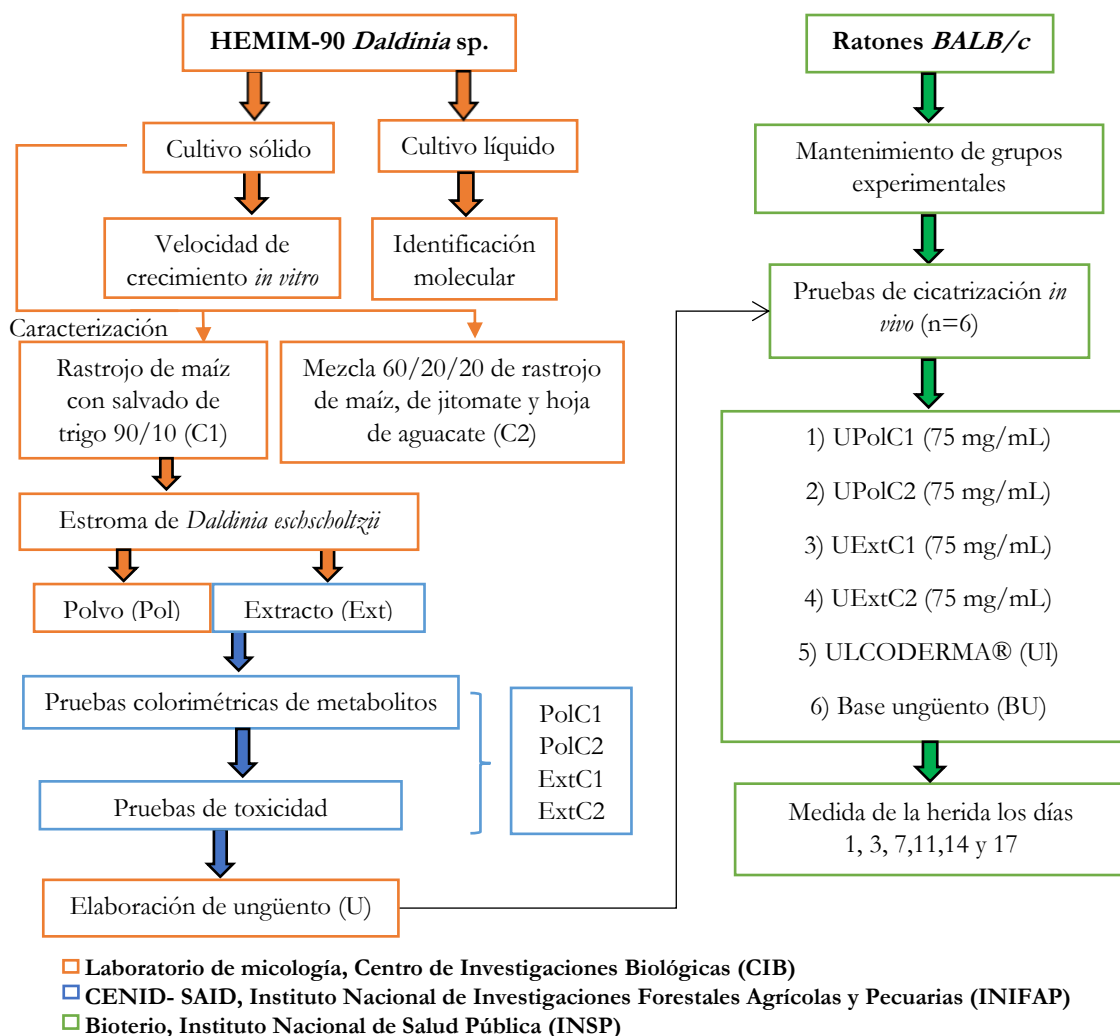 HEMIM-90 Daldinia sp.
Cultivo sólido
Cultivo líquido
Velocidad de
crecimiento in vitro
Identificación
molecular
Caracterización
Rastrojo de maíz
con salvado de
trigo 90/10 (C1)
Mezcla 60/20/20 de rastrojo
de maíz, de jitomate y hoja
de aguacate (C2)
Estroma de Daldinia eschscholtzii
Polvo (Pol)
Extracto (Ext)
Pruebas colorimétricas de metabolitos
PolC1
PolC2
ExtC1
ExtC2
Pruebas de toxicidad
Elaboración de ungüento (U)
Ratones BALB/c
Mantenimiento de grupos
experimentales
Pruebas de cicatrización in
vivo (n=6)
1) UPolC1 (75 mg/mL)
2) UPolC2 (75 mg/mL)
3) UExtC1 (75 mg/mL)
4) UExtC2 (75 mg/mL)
5) ULCODERMA® (Ul)
6) Base ungüento (BU)
Medida de la herida los días
1, 3, 7,11,14 y 17
Laboratorio de micología, Centro de Investigaciones Biológicas (CIB)
CENID- SAID, Instituto Nacional de Investigaciones Forestales Agrícolas y Pecuarias (INIFAP)
Bioterio, Instituto Nacional de Salud Pública (INSP)